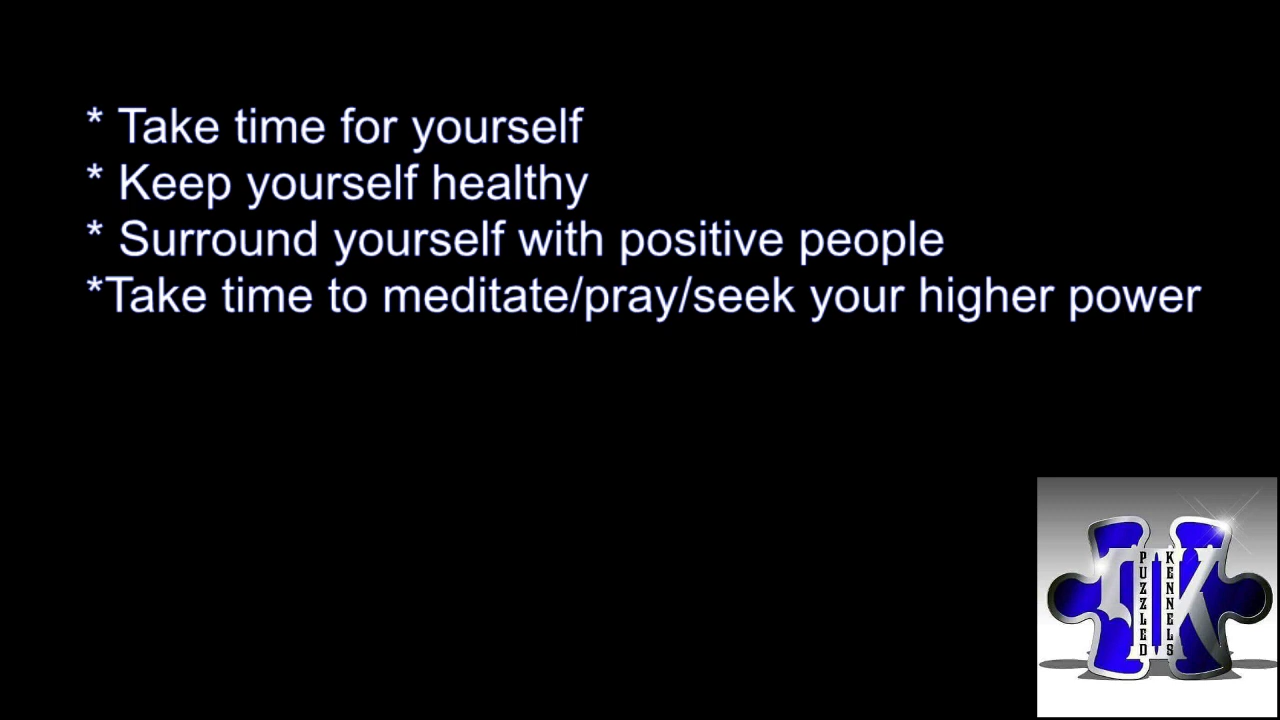 * Take time for yourself
* Keep yourself healthy
* Surround yourself with positive people
*Take time to meditate/pray/seek your higher power
PUZZLED
KENNELS
PK